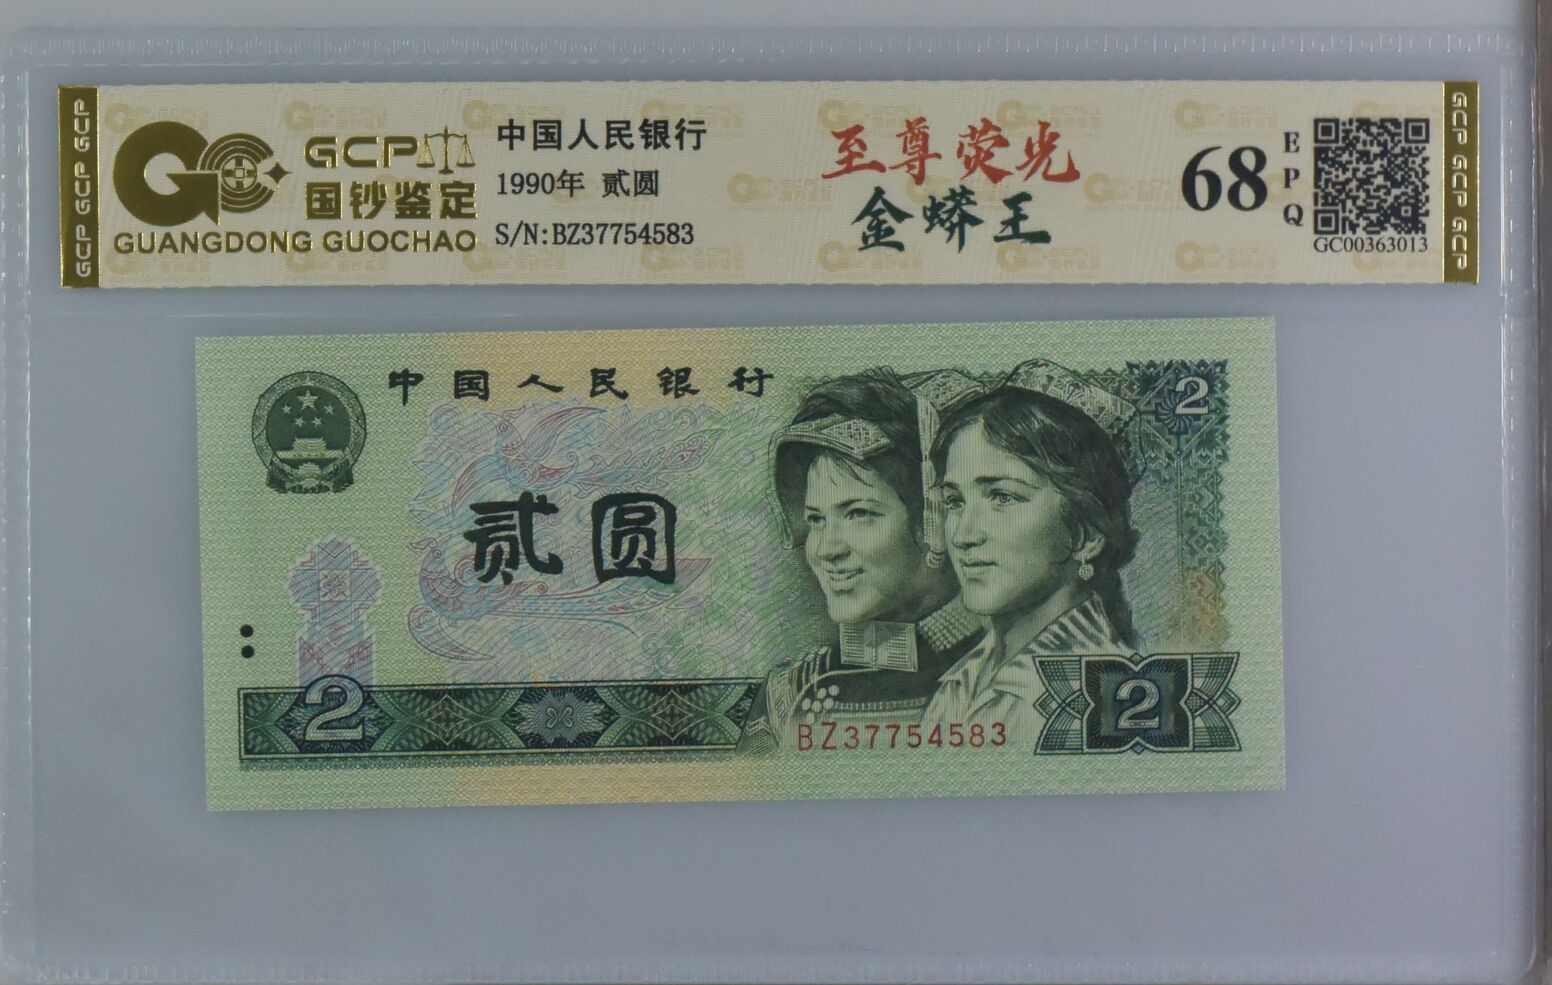 GCP GCP GCP
GCP
国钞鉴定
GUANGDONG GUOCHAO
中国人民银行
1990年 贰圆
S/N:BZ37754583
至尊荧光
金蟒王
68
EPQ
GC00363013
GCP GCP GCP
中国人民银行
2
贰圆
2
2
BZ37754583